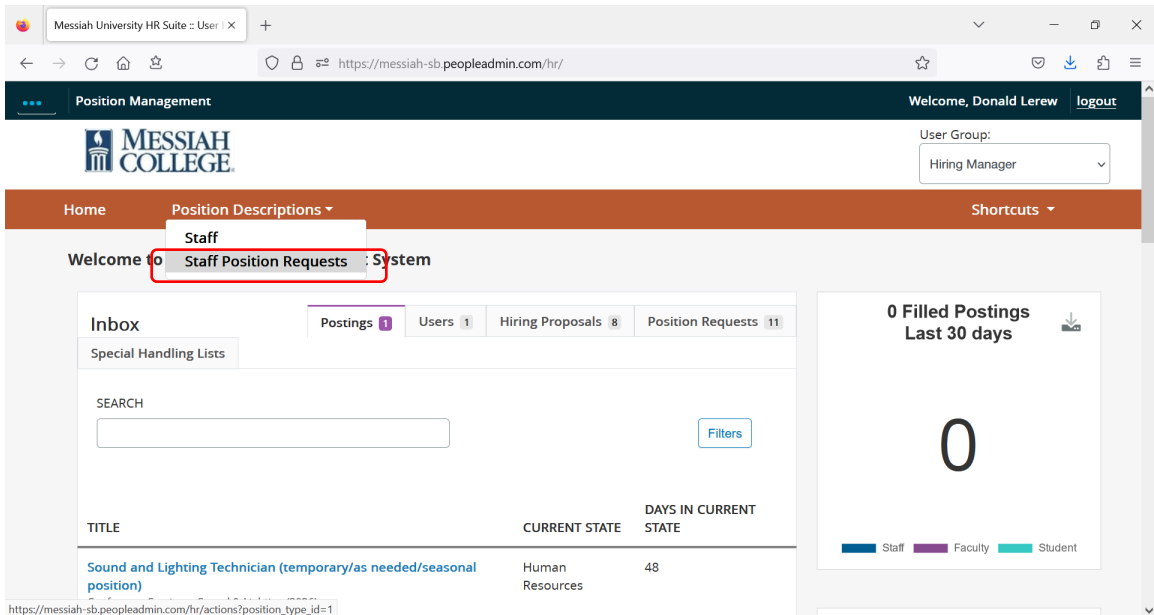 Messiah University HR Suite :: User
https://messiah-sb.peopleadmin.com/hr/
Position Management
Welcome, Donald Lerew
logout
MESSIAH
COLLEGE
User Group:
Hiring Manager
Home
Position Descriptions
Shortcuts
Staff
Staff Position Requests
Welcome to
System
Inbox
Postings 1
Users 1
Hiring Proposals 8
Position Requests 11
Special Handling Lists
SEARCH
Filters
TITLE
CURRENT STATE
DAYS IN CURRENT
STATE
Sound and Lighting Technician (temporary/as needed/seasonal
position)
Human
Resources
48
0 Filled Postings
Last 30 days
0
Staff
Faculty
Student
https://messiah-sb.peopleadmin.com/hr/actions?position_type_id=1